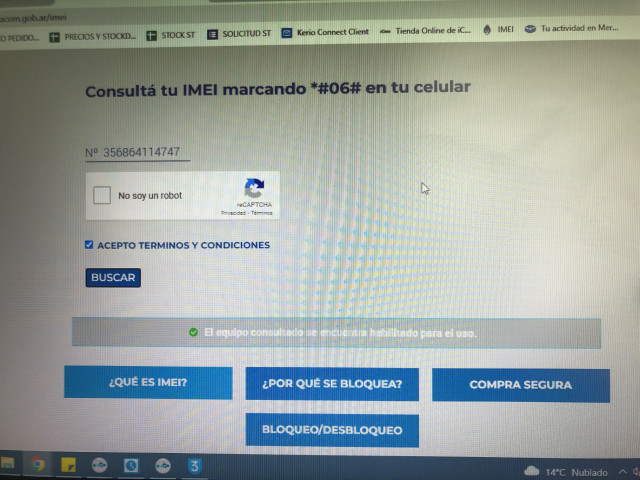 acom.gob.ar/imei
O PEDIDO... PRECIOS Y STOCKD... STOCK ST SOLICITUD ST Kerio Connect Client Tienda Online de iC... IMEI Tu actividad en Mer...
Consultá tu IMEI marcando *#06# en tu celular
Nº 356864114747
No soy un robot
reCAPTCHA
Privacidad - Términos
ACEPTO TERMINOS Y CONDICIONES
BUSCAR
El equipo consultado se encuentra habilitado para el uso.
¿QUÉ ES IMEI? ¿POR QUÉ SE BLOQUEA? COMPRA SEGURA
BLOQUEO/DESBLOQUEO
14°C Nublado